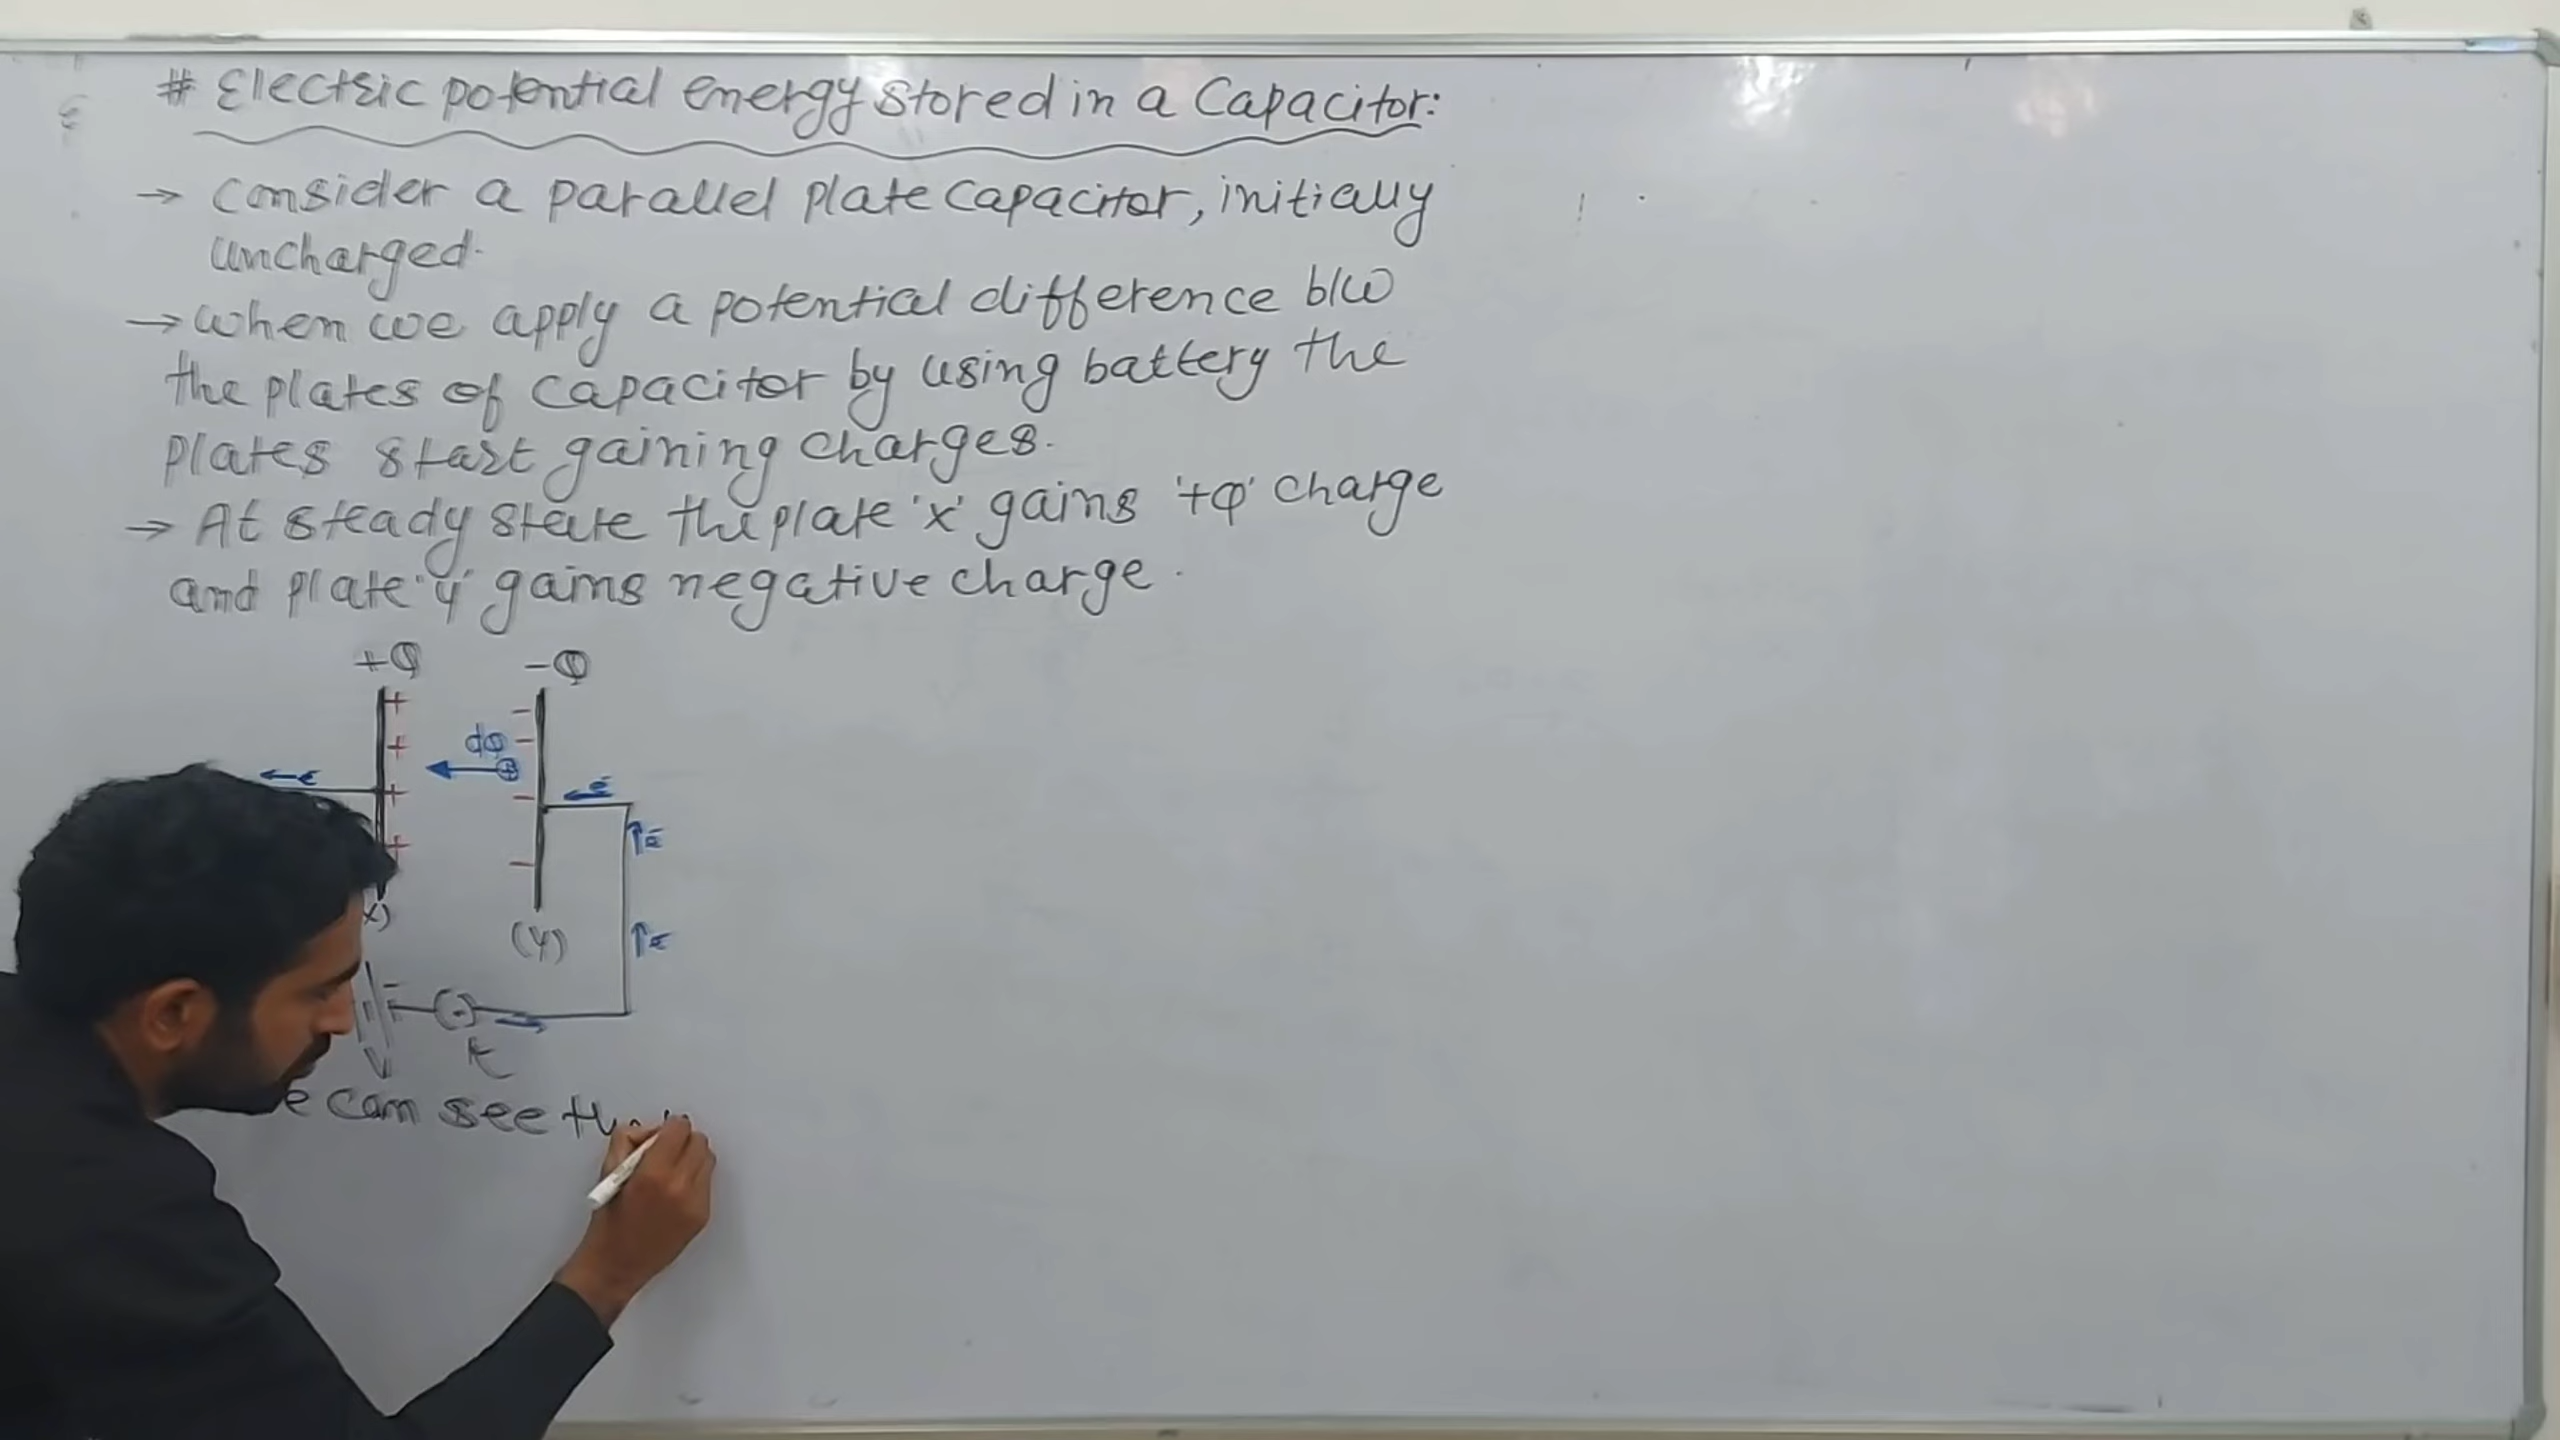 # Electric potential energy stored in a Capacitor:
→ Consider a parallel plate capacitor, initially
uncharged.
→ When we apply a potential difference b/w
the plates of capacitor by using battery the
plates start gaining charges.
→ At steady state the plate 'x' gains '+Q' charge
and plate 'y' gains negative charge.
+Q -Q
+ -
+ dQ -
← e ← ⊕
+ - ← e⁻
↑ e⁻
+ -
x)
(Y) ↑ e⁻
-
V K
e can see